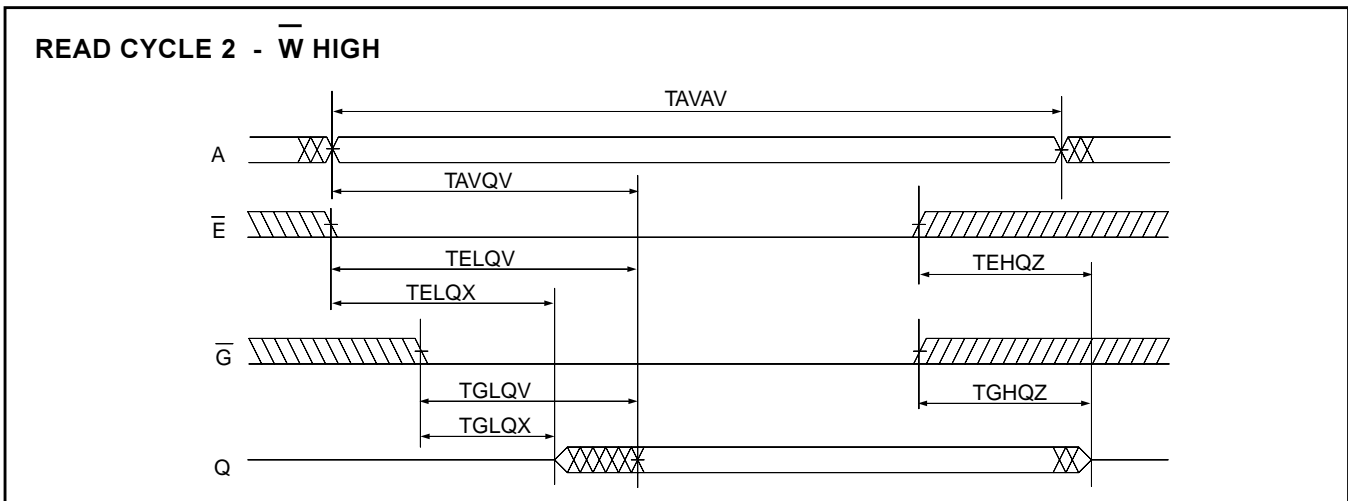 READ CYCLE 2 - W̅ HIGH
TAVAV
A
TAVQV
E̅
TELQV
TEHQZ
TELQX
G̅
TGLQV
TGHQZ
TGLQX
Q